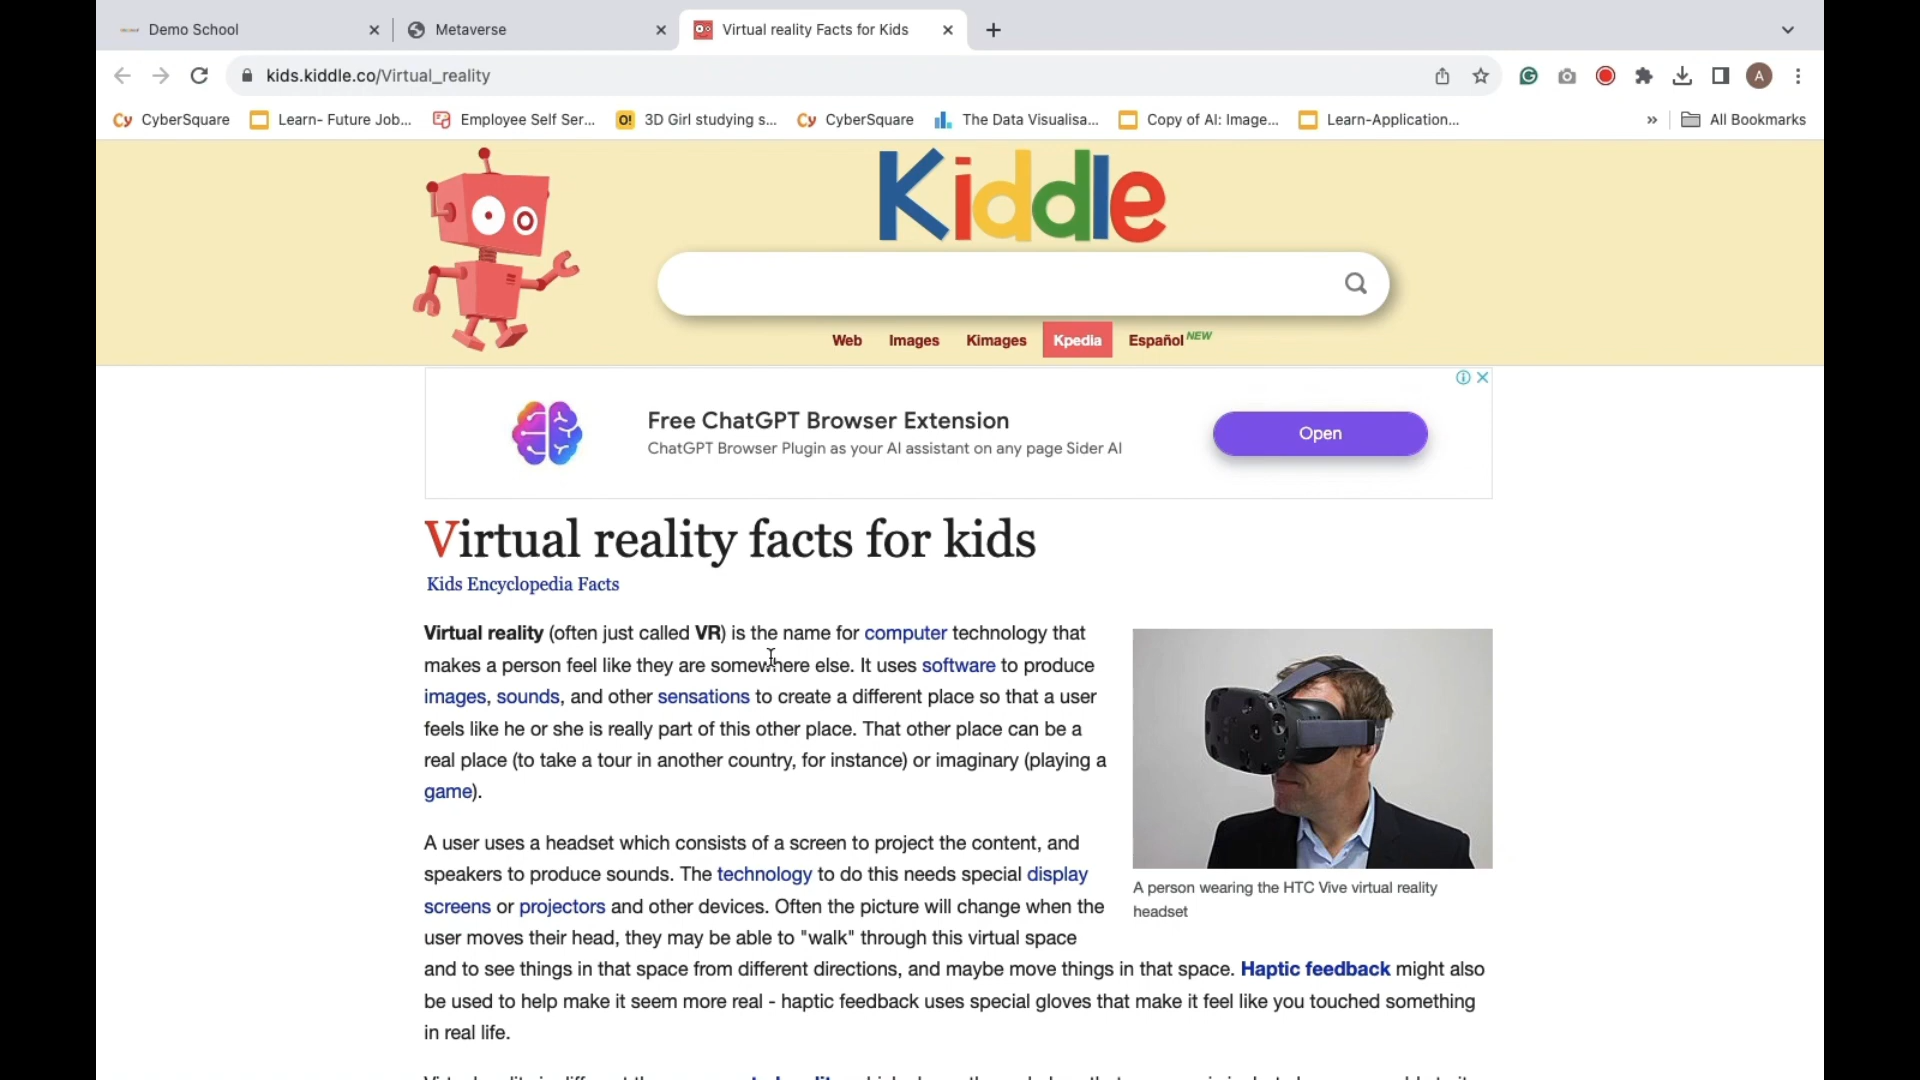 Demo School
Metaverse
Virtual reality Facts for Kids
kids.kiddle.co/Virtual_reality
A
Cy CyberSquare
Learn- Future Job...
Employee Self Ser...
O! 3D Girl studying s...
Cy CyberSquare
The Data Visualisa...
Copy of AI: Image...
Learn-Application...
»
All Bookmarks
Kiddle
Web Images Kimages Kpedia Español NEW
Free ChatGPT Browser Extension
ChatGPT Browser Plugin as your AI assistant on any page Sider AI
Open
Virtual reality facts for kids
Kids Encyclopedia Facts
Virtual reality (often just called VR) is the name for computer technology that
makes a person feel like they are somewhere else. It uses software to produce
images, sounds, and other sensations to create a different place so that a user
feels like he or she is really part of this other place. That other place can be a
real place (to take a tour in another country, for instance) or imaginary (playing a
game).
A person wearing the HTC Vive virtual reality
headset
A user uses a headset which consists of a screen to project the content, and
speakers to produce sounds. The technology to do this needs special display
screens or projectors and other devices. Often the picture will change when the
user moves their head, they may be able to "walk" through this virtual space
and to see things in that space from different directions, and maybe move things in that space. Haptic feedback might also
be used to help make it seem more real - haptic feedback uses special gloves that make it feel like you touched something
in real life.